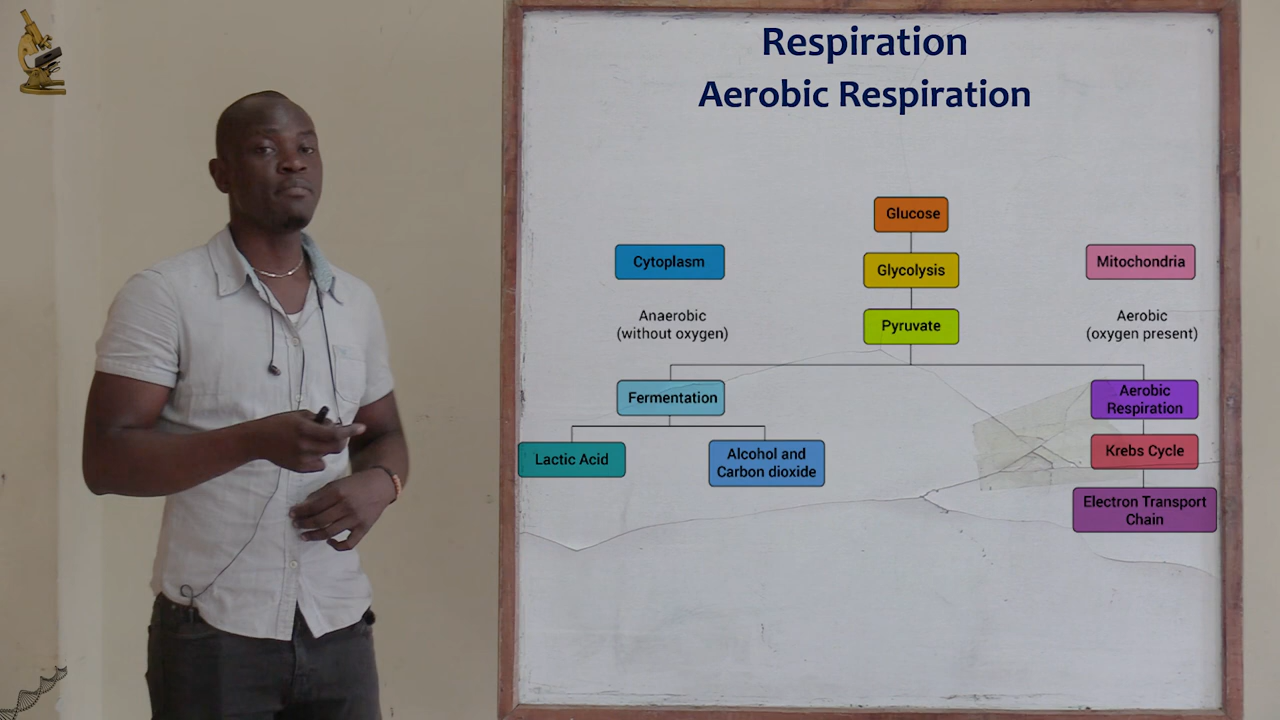 Respiration
Aerobic Respiration
Glucose
Cytoplasm
Glycolysis
Mitochondria
Anaerobic
(without oxygen)
Pyruvate
Aerobic
(oxygen present)
Fermentation
Aerobic
Respiration
Lactic Acid
Alcohol and
Carbon dioxide
Krebs Cycle
Electron Transport
Chain